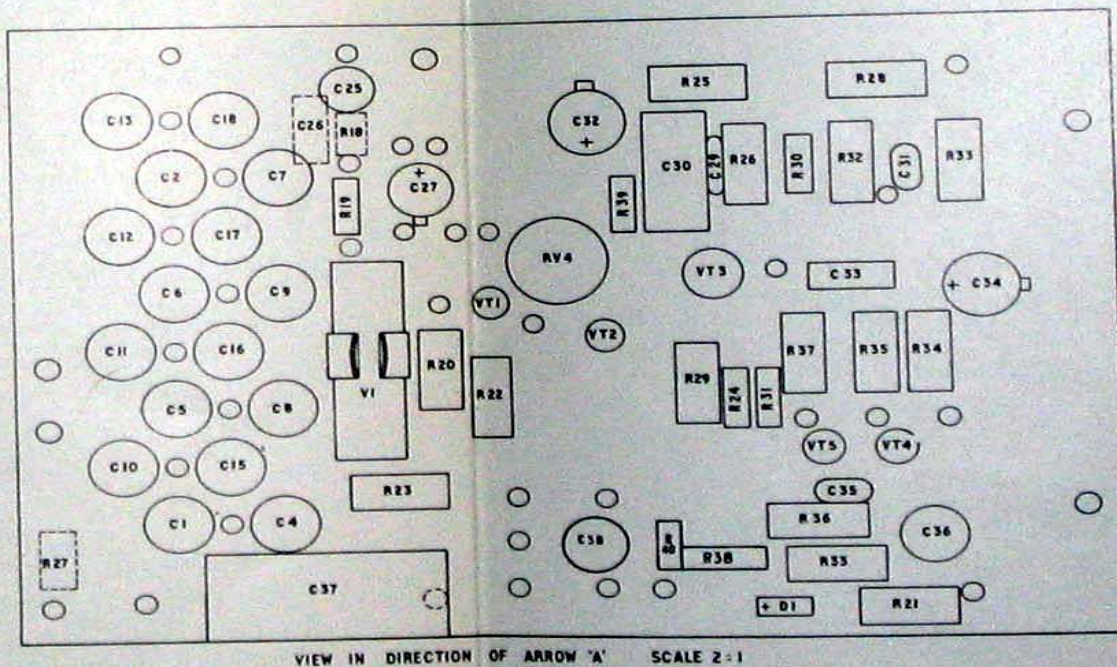 C25
R25
R28
C13
C18
C26
R18
C32
+
C30
C29
R26
R30
R32
C31
R33
C2
C7
+
C27
R19
R39
C12
C17
RV4
VT3
C33
+ C34
C6
C9
VT1
VT2
C11
C16
V1
R20
R22
R29
R24
R31
R37
R35
R34
C5
C8
VT5
VT4
C10
C15
R23
C35
C1
C4
C38
R40
R38
R36
R33
C36
R27
C37
+ D1
R21
VIEW IN DIRECTION OF ARROW 'A' SCALE 2:1